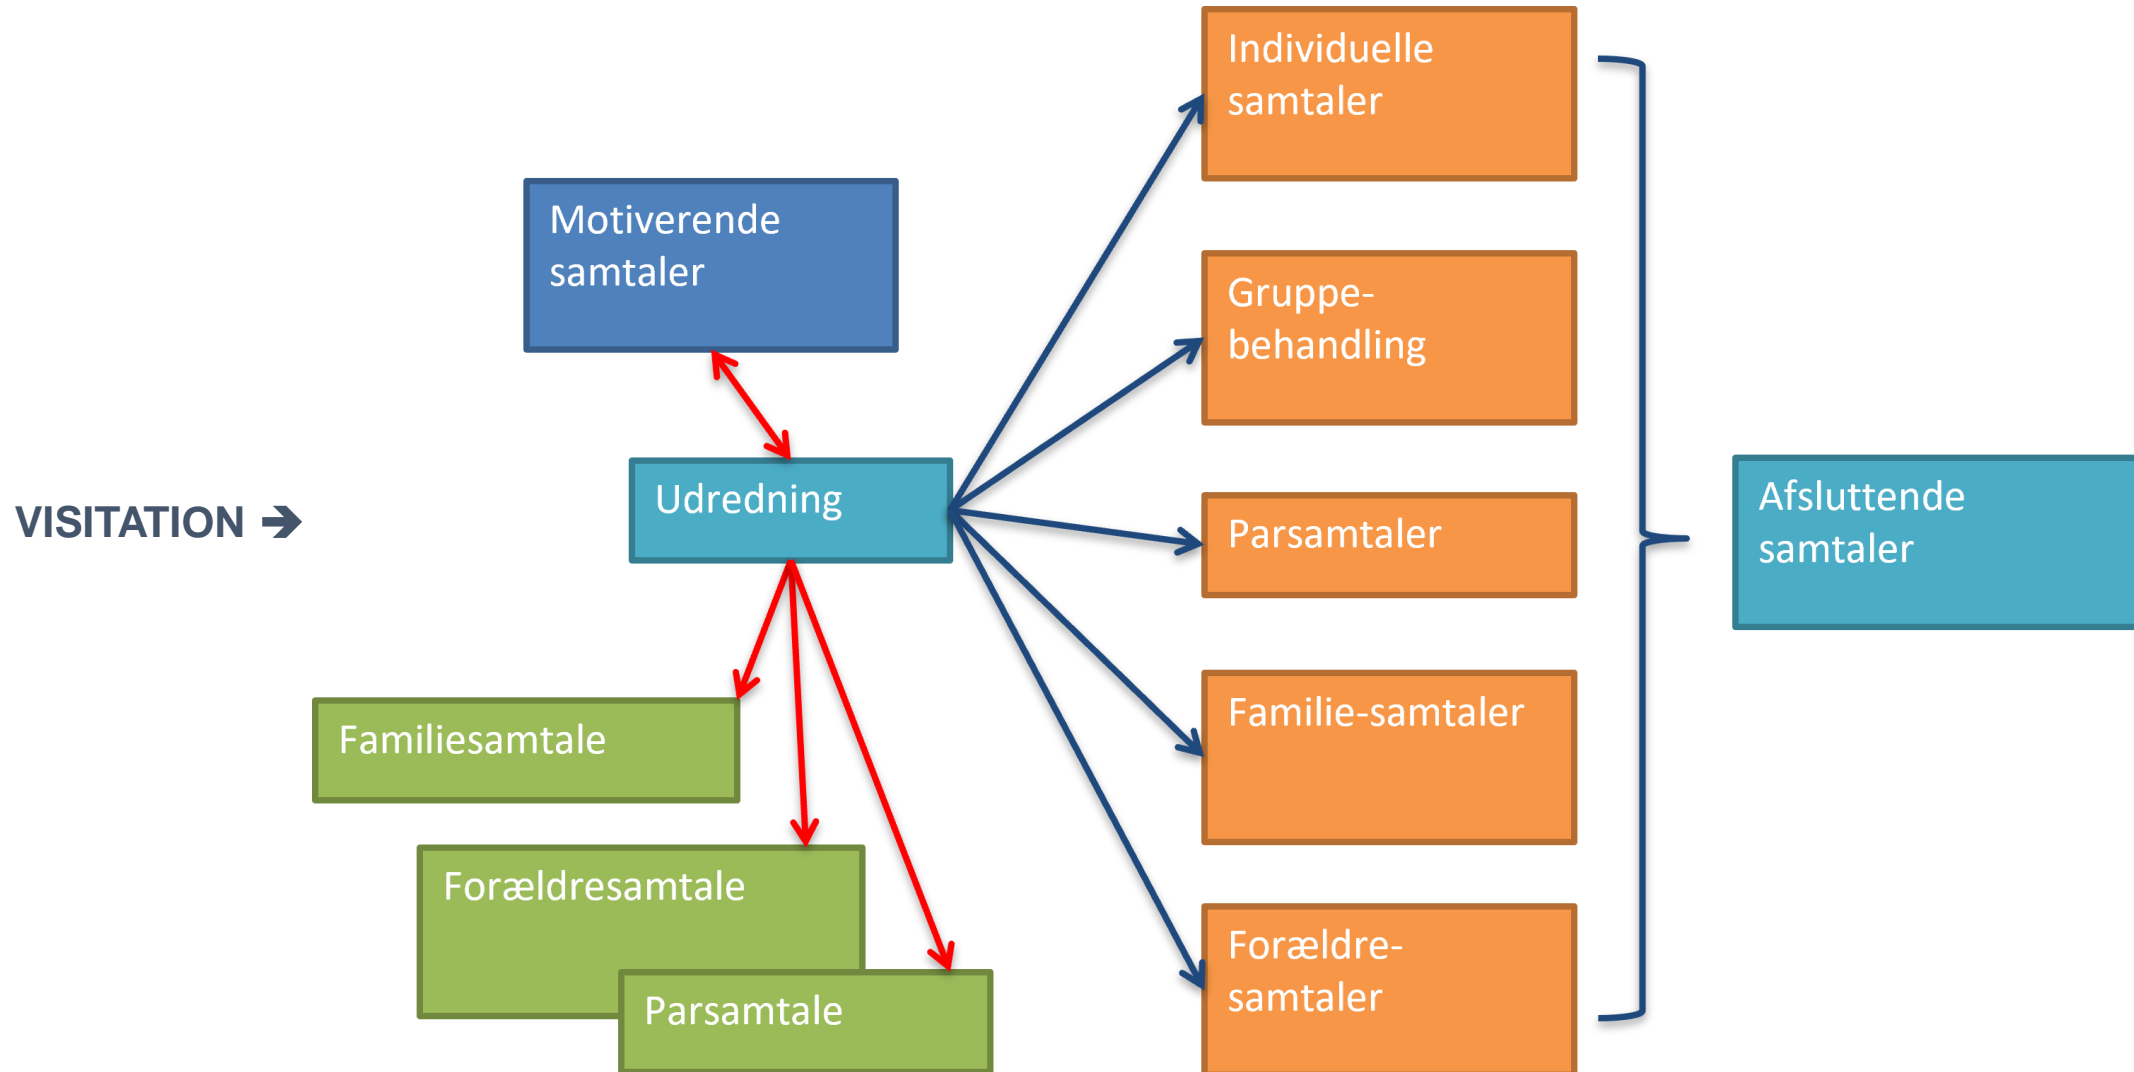 VISITATION ➔
Motiverende
samtaler
Udredning
Familiesamtale
Forældresamtale
Parsamtale
Individuelle
samtaler
Gruppe-
behandling
Parsamtaler
Familie-samtaler
Forældre-
samtaler
Afsluttende
samtaler